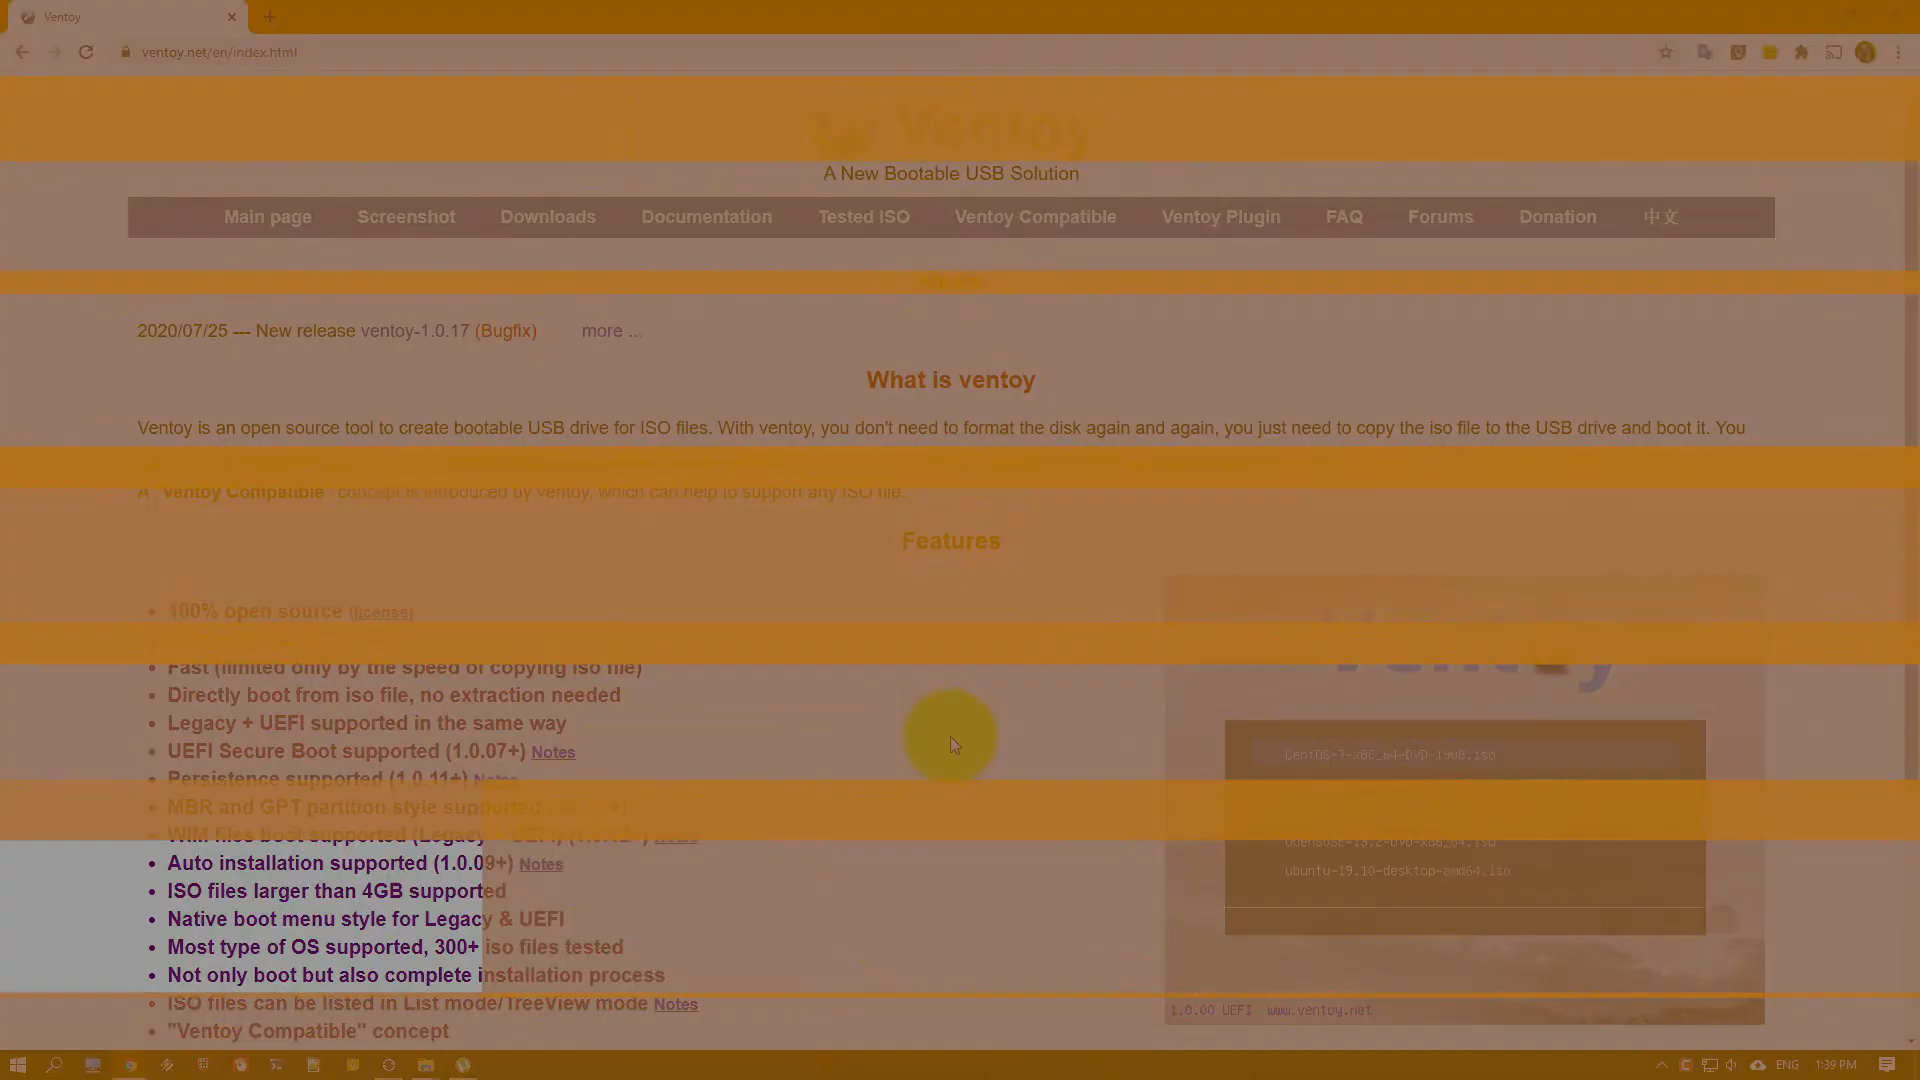 Ventoy
ventoy.net/en/index.html
Ventoy
A New Bootable USB Solution
Main page Screenshot Downloads Documentation Tested ISO Ventoy Compatible Ventoy Plugin FAQ Forums Donation 中文
2020/07/25 --- New release ventoy-1.0.17 (Bugfix) more ...
What is ventoy
Ventoy is an open source tool to create bootable USB drive for ISO files. With ventoy, you don't need to format the disk again and again, you just need to copy the iso file to the USB drive and boot it. You
A "Ventoy Compatible" concept is introduced by ventoy, which can help to support any ISO file.
Features
• 100% open source (license)
• Fast (limited only by the speed of copying iso file)
• Directly boot from iso file, no extraction needed
• Legacy + UEFI supported in the same way
• UEFI Secure Boot supported (1.0.07+) Notes
• Persistence supported (1.0.11+) Notes
• MBR and GPT partition style supported
• WIM files boot supported (Legacy + UEFI) (1.0.12+) Notes
• Auto installation supported (1.0.09+) Notes
• ISO files larger than 4GB supported
• Native boot menu style for Legacy & UEFI
• Most type of OS supported, 300+ iso files tested
• Not only boot but also complete installation process
• ISO files can be listed in List mode/TreeView mode Notes
• "Ventoy Compatible" concept
Ventoy
CentOS-7-x86_64-DVD-1908.iso
openSUSE-13.2-DVD-x86_64.iso
ubuntu-19.10-desktop-amd64.iso
1.0.00 UEFI www.ventoy.net
ENG 1:39 PM